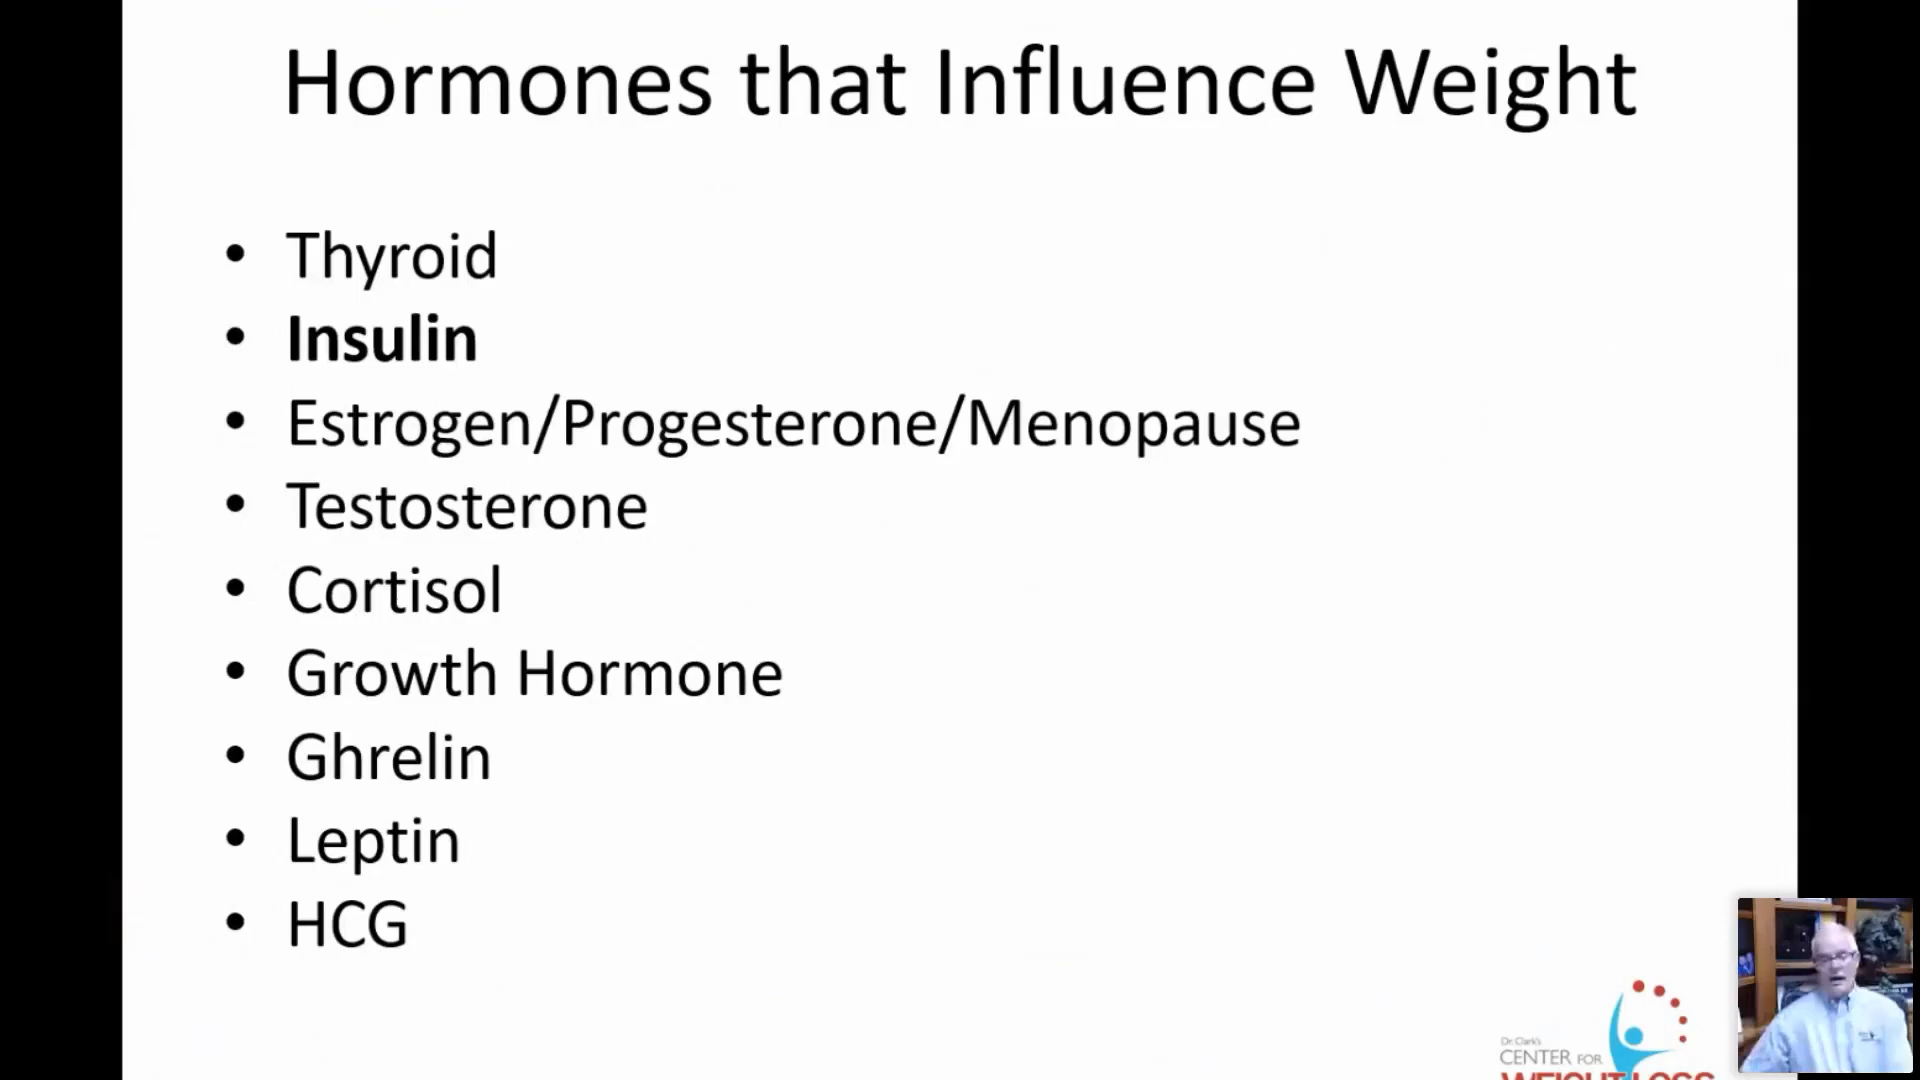 Hormones that Influence Weight
• Thyroid
• Insulin
• Estrogen/Progesterone/Menopause
• Testosterone
• Cortisol
• Growth Hormone
• Ghrelin
• Leptin
• HCG
Dr. Clark's
CENTER FOR
WEIGHT LOSS